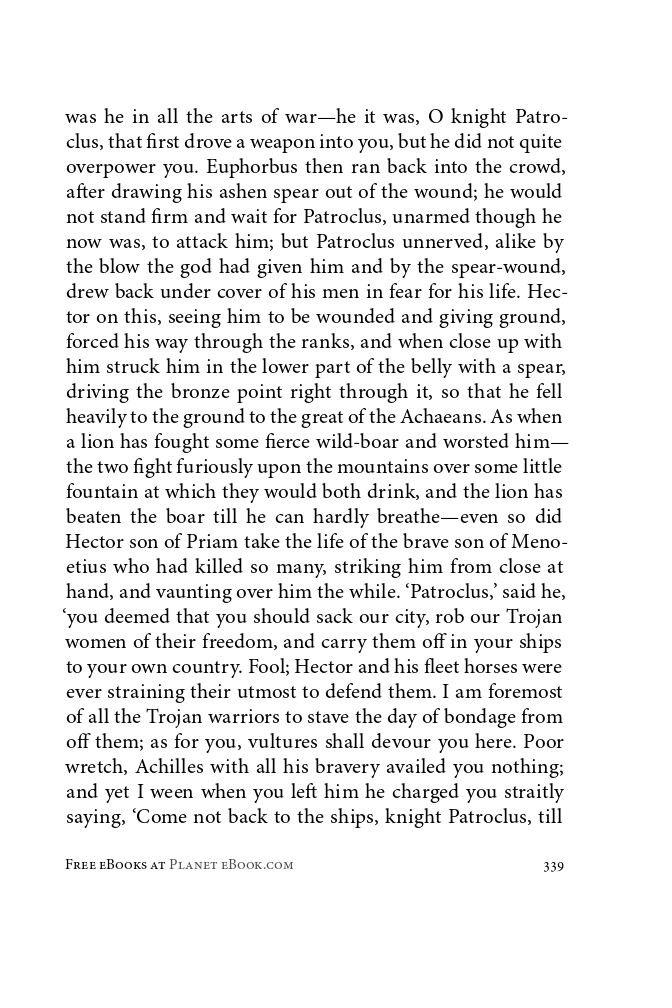 was he in all the arts of war—he it was, O knight Patro-
clus, that first drove a weapon into you, but he did not quite
overpower you. Euphorbus then ran back into the crowd,
after drawing his ashen spear out of the wound; he would
not stand firm and wait for Patroclus, unarmed though he
now was, to attack him; but Patroclus unnerved, alike by
the blow the god had given him and by the spear-wound,
drew back under cover of his men in fear for his life. Hec-
tor on this, seeing him to be wounded and giving ground,
forced his way through the ranks, and when close up with
him struck him in the lower part of the belly with a spear,
driving the bronze point right through it, so that he fell
heavily to the ground to the great of the Achaeans. As when
a lion has fought some fierce wild-boar and worsted him—
the two fight furiously upon the mountains over some little
fountain at which they would both drink, and the lion has
beaten the boar till he can hardly breathe—even so did
Hector son of Priam take the life of the brave son of Meno-
etius who had killed so many, striking him from close at
hand, and vaunting over him the while. ‘Patroclus,’ said he,
‘you deemed that you should sack our city, rob our Trojan
women of their freedom, and carry them off in your ships
to your own country. Fool; Hector and his fleet horses were
ever straining their utmost to defend them. I am foremost
of all the Trojan warriors to stave the day of bondage from
off them; as for you, vultures shall devour you here. Poor
wretch, Achilles with all his bravery availed you nothing;
and yet I ween when you left him he charged you straitly
saying, ‘Come not back to the ships, knight Patroclus, till
Free eBooks at Planet eBook.com 339